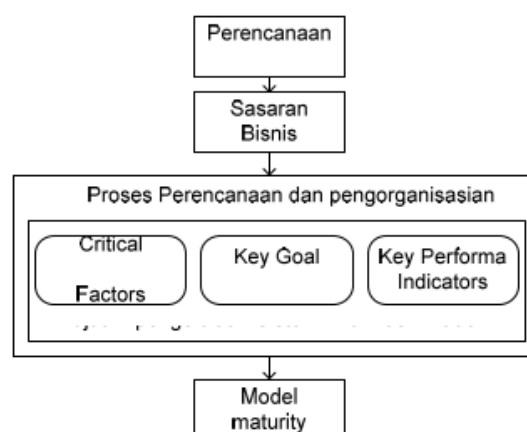 Perencanaan
Sasaran
Bisnis
Proses Perencanaan dan pengorganisasian
Critical
Factors
Key Goal
Key Performa
Indicators
Model
maturity